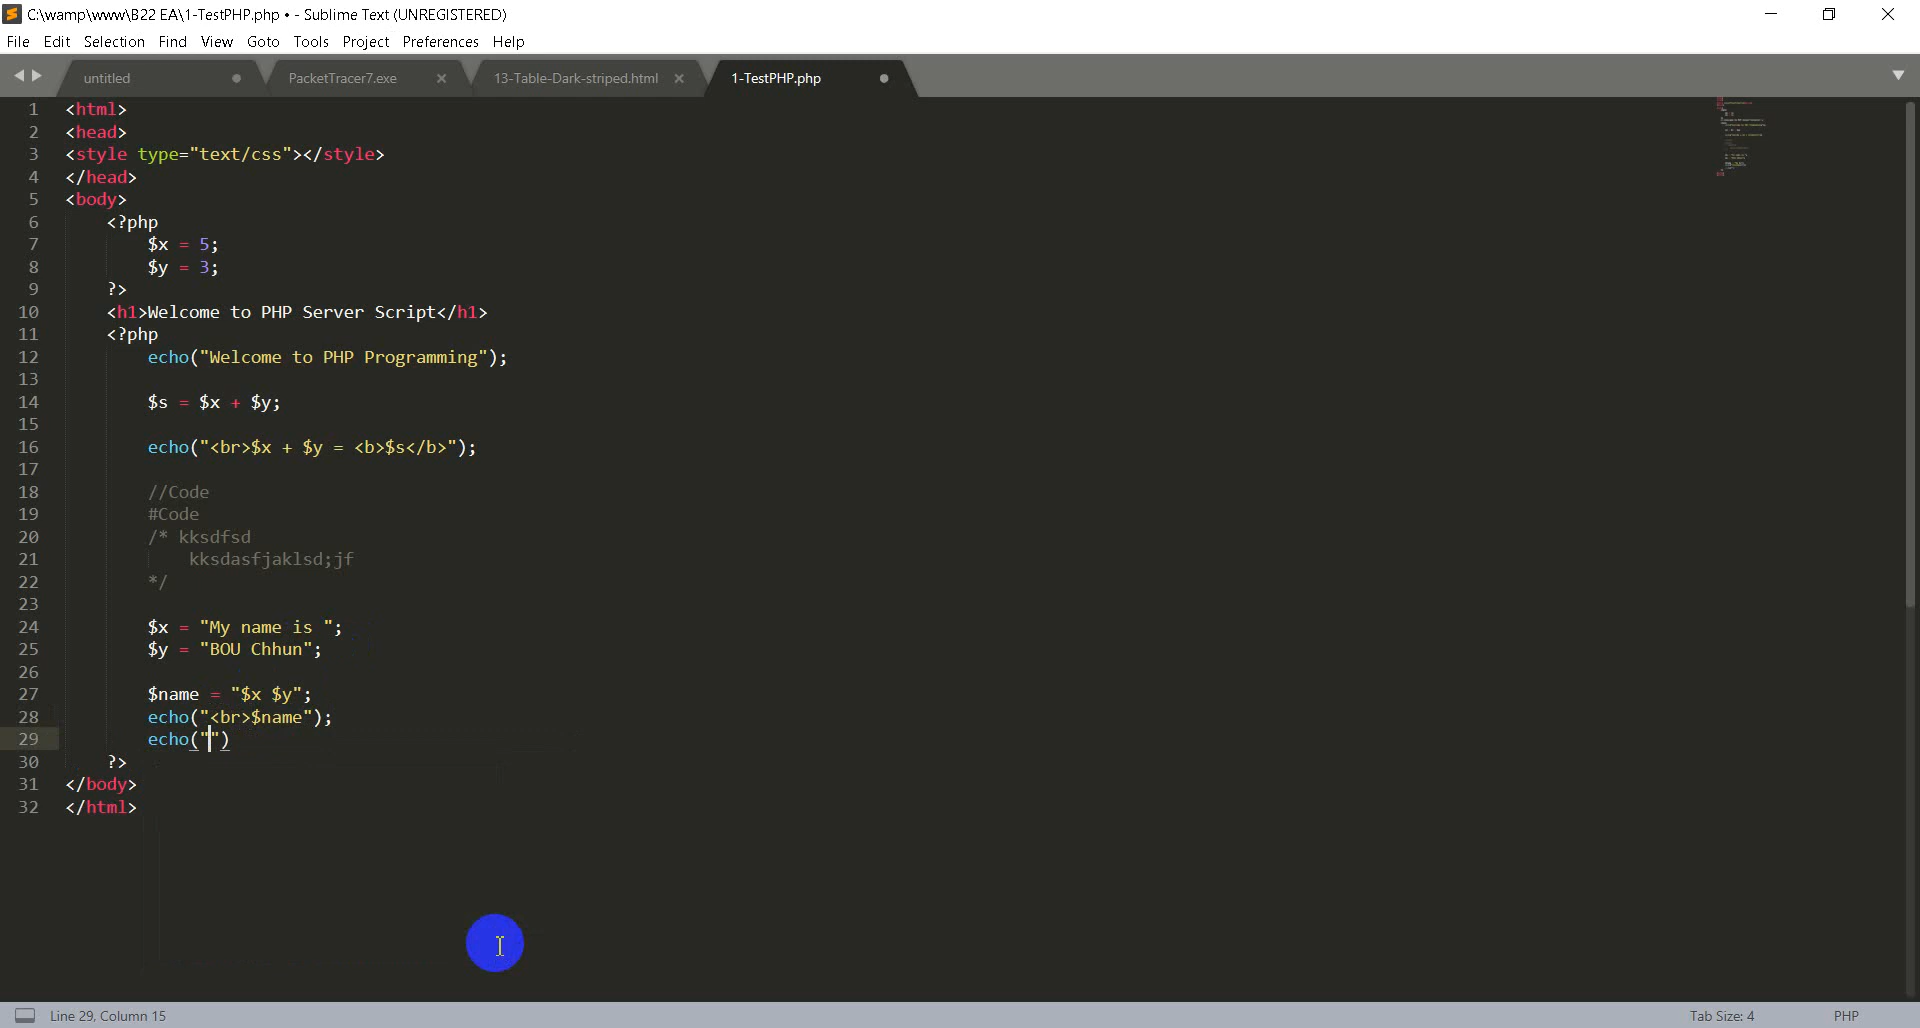 C:\wamp\www\B22 EA\1-TestPHP.php • - Sublime Text (UNREGISTERED)
File Edit Selection Find View Goto Tools Project Preferences Help
untitled PacketTracer7.exe 13-Table-Dark-striped.html 1-TestPHP.php
1 <html>
2 <head>
3 <style type="text/css"></style>
4 </head>
5 <body>
6 <?php
7 $x = 5;
8 $y = 3;
9 ?>
10 <h1>Welcome to PHP Server Script</h1>
11 <?php
12 echo("Welcome to PHP Programming");
13
14 $s = $x + $y;
15
16 echo("<br>$x + $y = <b>$s</b>");
17
18 //Code
19 #Code
20 /* kksdfsd
21 kksdasfjaklsd;jf
22 */
23
24 $x = "My name is ";
25 $y = "BOU Chhun";
26
27 $name = "$x $y";
28 echo("<br>$name");
29 echo("")
30 ?>
31 </body>
32 </html>
Line 29, Column 15 Tab Size: 4 PHP